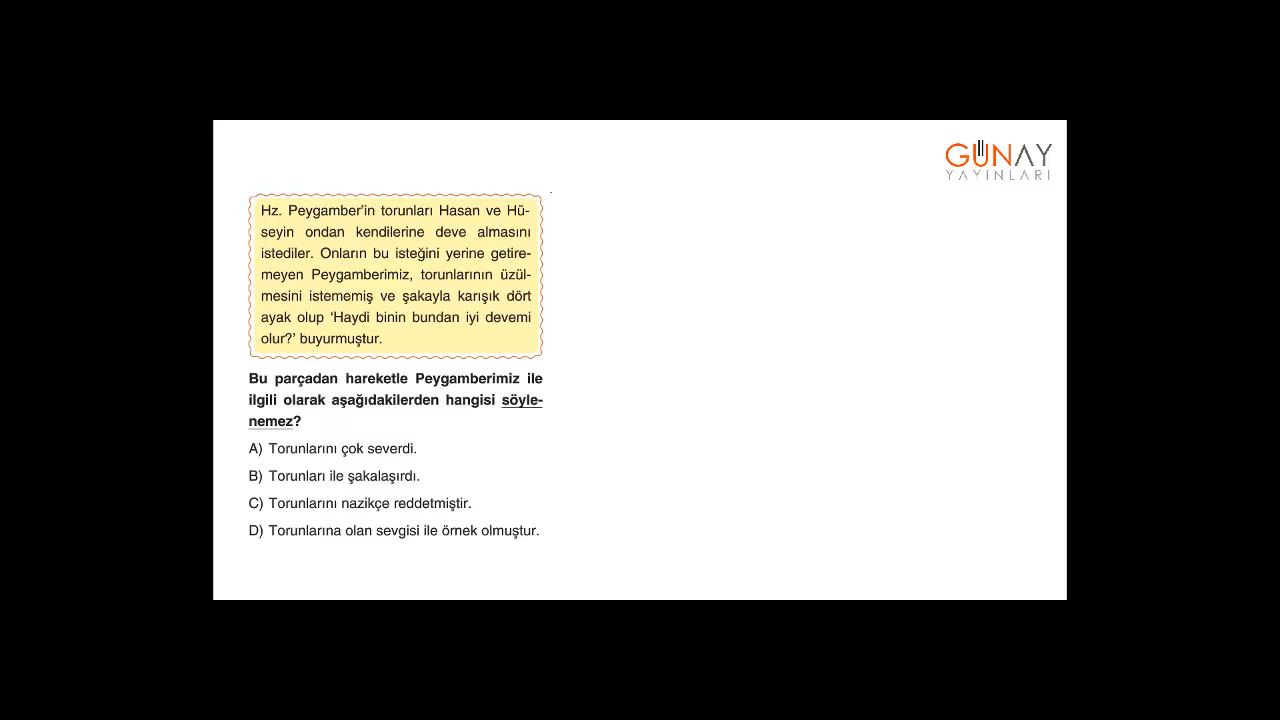 GÜNAY
YAYINLARI
Hz. Peygamber'in torunları Hasan ve Hü-
seyin ondan kendilerine deve almasını
istediler. Onların bu isteğini yerine getire-
meyen Peygamberimiz, torunlarının üzül-
mesini istememiş ve şakayla karışık dört
ayak olup 'Haydi binin bundan iyi devemi
olur?' buyurmuştur.
Bu parçadan hareketle Peygamberimiz ile
ilgili olarak aşağıdakilerden hangisi söyle-
nemez?
A) Torunlarını çok severdi.
B) Torunları ile şakalaşırdı.
C) Torunlarını nazikçe reddetmiştir.
D) Torunlarına olan sevgisi ile örnek olmuştur.